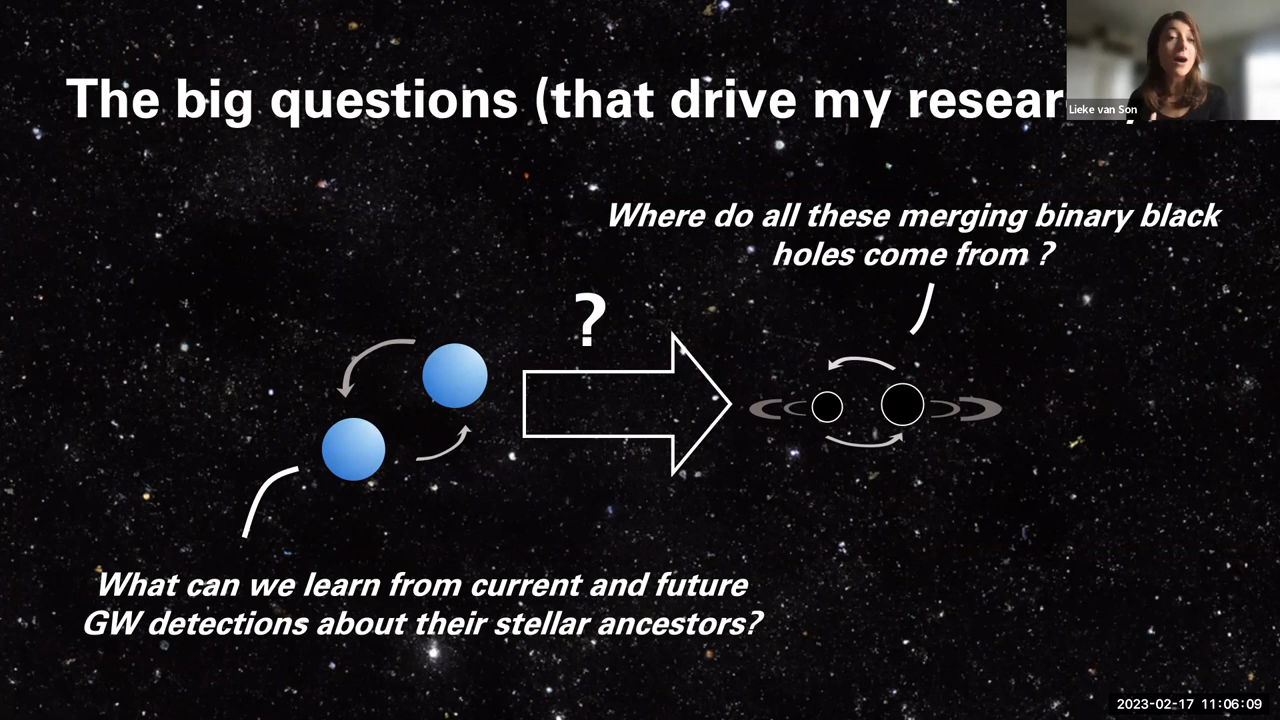 The big questions (that drive my resear
Lieke van Son
Where do all these merging binary black
holes come from ?
?
What can we learn from current and future
GW detections about their stellar ancestors?
2023-02-17 11:06:09